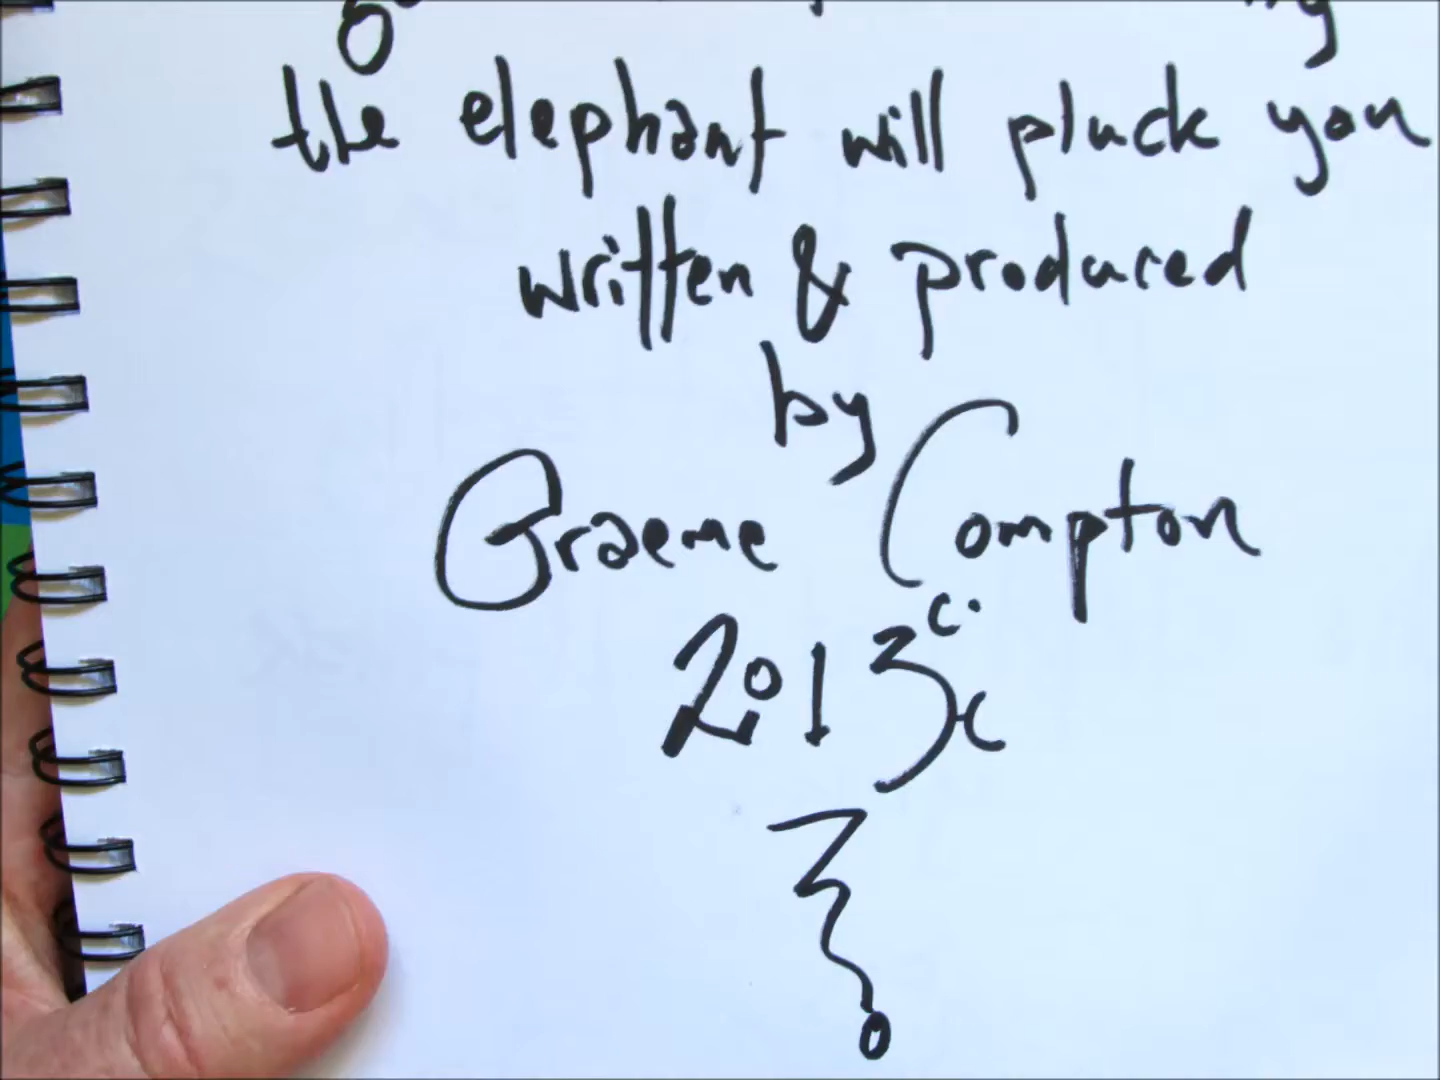 the elephant will pluck you
written & produced
by
Graeme Compton
2013